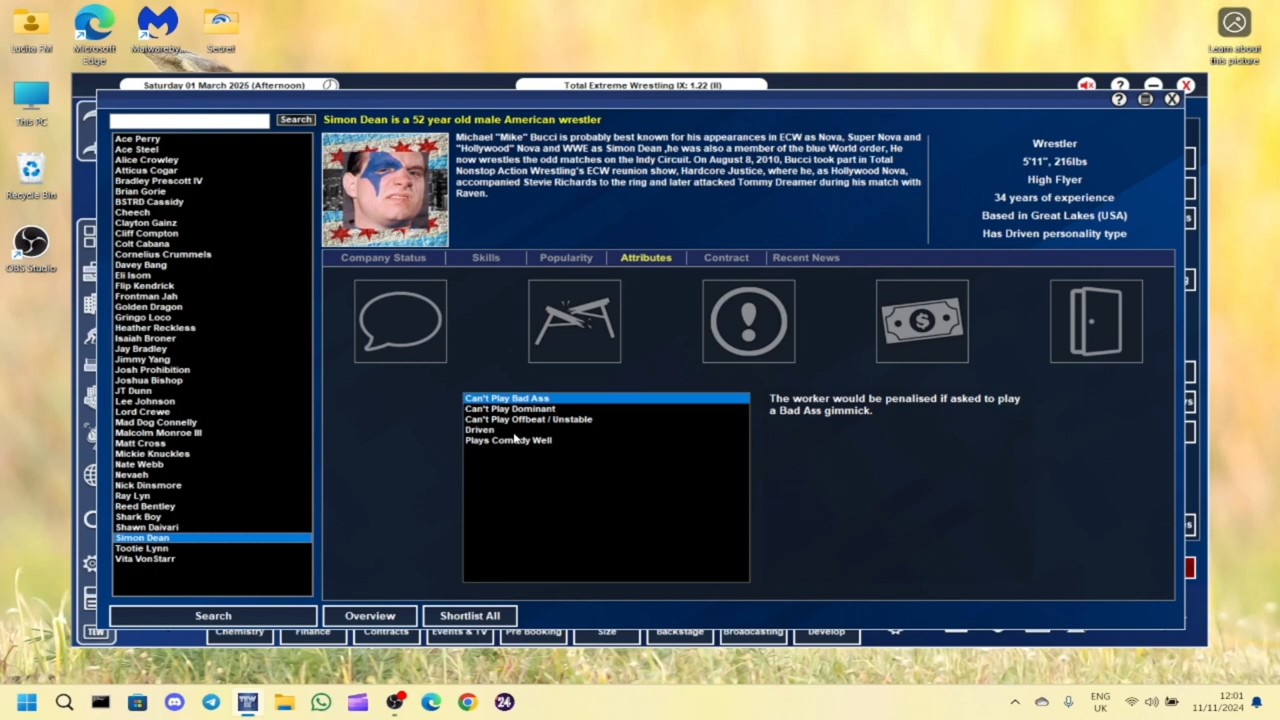 Lucha FM
Microsoft Edge
Malwareby...
Secret
Learn about this picture
This PC
Recycle Bin
OBS Studio
Saturday 01 March 2025 (Afternoon)
Total Extreme Wrestling IX: 1.22 (II)
Search
Simon Dean is a 52 year old male American wrestler
Ace Perry
Ace Steel
Alice Crowley
Atticus Cogar
Bradley Prescott IV
Brian Gorie
BSTRD Cassidy
Cheech
Clayton Gainz
Cliff Compton
Colt Cabana
Cornelius Crummels
Davey Bang
Eli Isom
Flip Kendrick
Frontman Jah
Golden Dragon
Gringo Loco
Heather Reckless
Isaiah Broner
Jay Bradley
Jimmy Yang
Josh Prohibition
Joshua Bishop
JT Dunn
Lee Johnson
Lord Crewe
Mad Dog Connelly
Malcolm Monroe III
Matt Cross
Mickie Knuckles
Nate Webb
Nevaeh
Nick Dinsmore
Ray Lyn
Reed Bentley
Shark Boy
Shawn Daivari
Simon Dean
Tootie Lynn
Vita VonStarr
Michael "Mike" Bucci is probably best known for his appearances in ECW as Nova, Super Nova and
"Hollywood" Nova and WWE as Simon Dean ,he was also a member of the blue World order, He
now wrestles the odd matches on the Indy Circuit. On August 8, 2010, Bucci took part in Total
Nonstop Action Wrestling's ECW reunion show, Hardcore Justice, where he, as Hollywood Nova,
accompanied Stevie Richards to the ring and later attacked Tommy Dreamer during his match with
Raven.
Wrestler
5'11", 216lbs
High Flyer
34 years of experience
Based in Great Lakes (USA)
Has Driven personality type
Company Status
Skills
Popularity
Attributes
Contract
Recent News
Can't Play Bad Ass
Can't Play Dominant
Can't Play Offbeat / Unstable
Driven
Plays Comedy Well
The worker would be penalised if asked to play
a Bad Ass gimmick.
Search
Overview
Shortlist All
TEW
Chemistry
Finance
Contracts
Events & TV
Pre Booking
Size
Backstage
Broadcasting
Develop
24
ENG
UK
12:01
11/11/2024